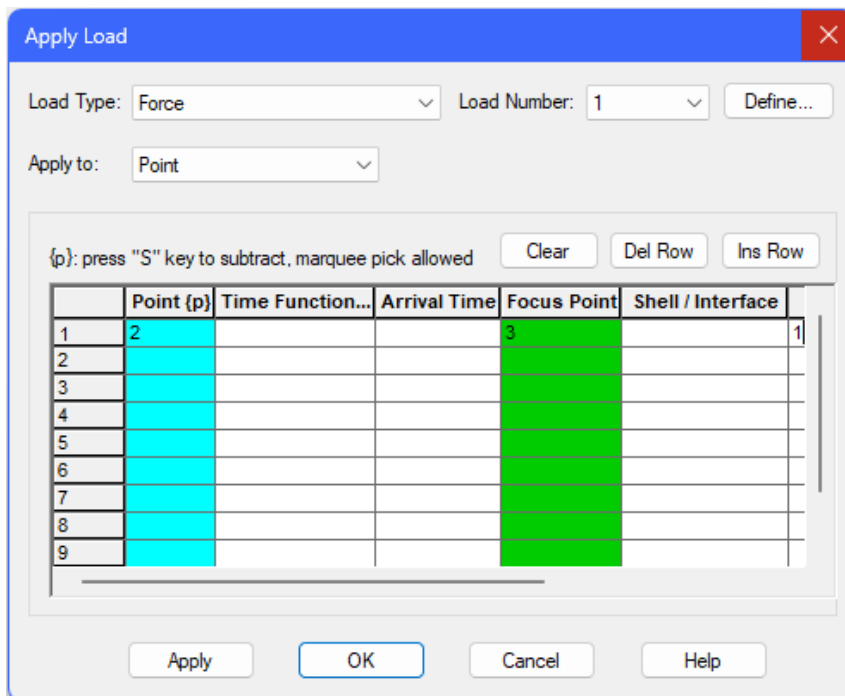 Apply Load
Load Type: Force Load Number: 1 Define...
Apply to: Point
{p}: press "S" key to subtract, marquee pick allowed Clear Del Row Ins Row
Point {p} Time Function... Arrival Time Focus Point Shell / Interface
1 2 3 1
2
3
4
5
6
7
8
9
Apply OK Cancel Help